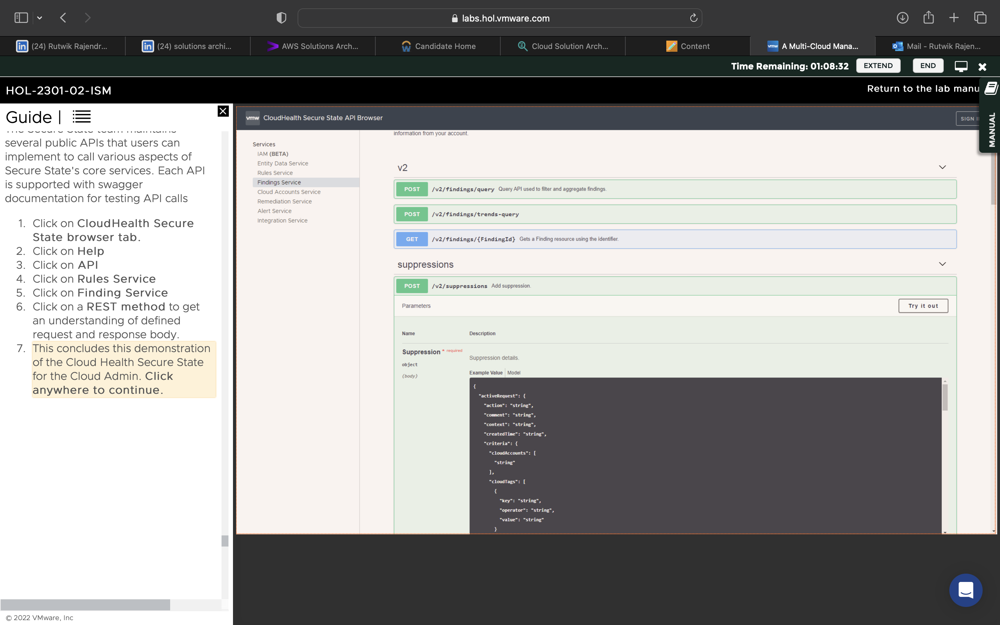 labs.hol.vmware.com
(24) Rutwik Rajendr...
(24) solutions archi...
AWS Solutions Arch...
Candidate Home
Cloud Solution Arch...
Content
vmw A Multi-Cloud Mana...
Mail - Rutwik Rajen...
Time Remaining: 01:08:32
EXTEND
END
HOL-2301-02-ISM
Return to the lab manu
MANUAL
Guide |
The Secure State team maintains
several public APIs that users can
implement to call various aspects of
Secure State's core services. Each API
is supported with swagger
documentation for testing API calls
1. Click on CloudHealth Secure
State browser tab.
2. Click on Help
3. Click on API
4. Click on Rules Service
5. Click on Finding Service
6. Click on a REST method to get
an understanding of defined
request and response body.
7. This concludes this demonstration
of the Cloud Health Secure State
for the Cloud Admin. Click
anywhere to continue.
© 2022 VMware, Inc
vmw CloudHealth Secure State API Browser
SIGN I
Services
IAM (BETA)
Entity Data Service
Rules Service
Findings Service
Cloud Accounts Service
Remediation Service
Alert Service
Integration Service
information from your account.
v2
POST /v2/findings/query Query API used to filter and aggregate findings.
POST /v2/findings/trends-query
GET /v2/findings/{FindingId} Gets a Finding resource using the identifier.
suppressions
POST /v2/suppressions Add suppression.
Parameters
Try it out
Name Description
Suppression * required
object
(body)
Suppression details.
Example Value Model
{
"activeRequest": {
"action": "string",
"comment": "string",
"context": "string",
"createdTime": "string",
"criteria": {
"cloudAccounts": [
"string"
],
"cloudTags": [
{
"key": "string",
"operator": "string",
"value": "string"
}